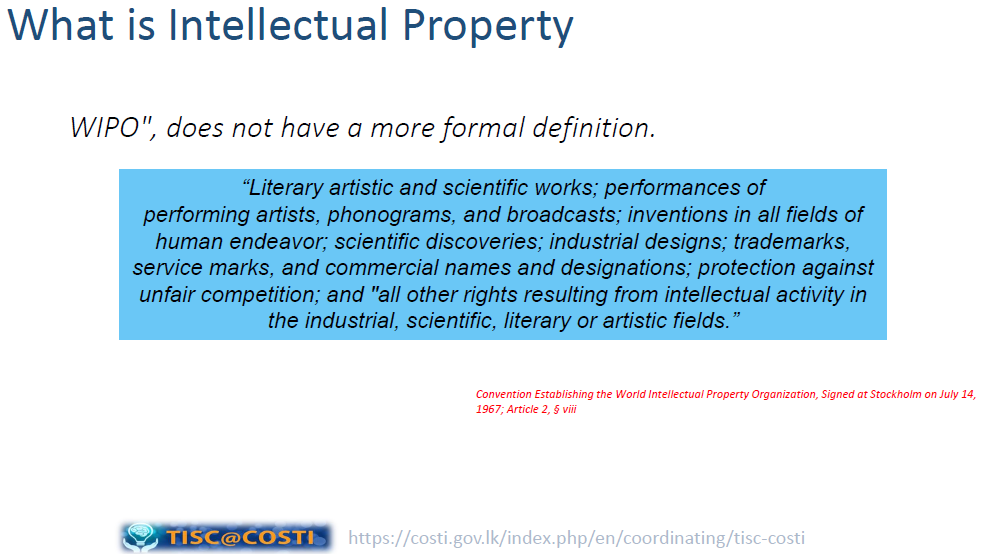 What is Intellectual Property
WIPO", does not have a more formal definition.
“Literary artistic and scientific works; performances of
performing artists, phonograms, and broadcasts; inventions in all fields of
human endeavor; scientific discoveries; industrial designs; trademarks,
service marks, and commercial names and designations; protection against
unfair competition; and "all other rights resulting from intellectual activity in
the industrial, scientific, literary or artistic fields.”
Convention Establishing the World Intellectual Property Organization, Signed at Stockholm on July 14,
1967; Article 2, § viii
TISC@COSTI https://costi.gov.lk/index.php/en/coordinating/tisc-costi